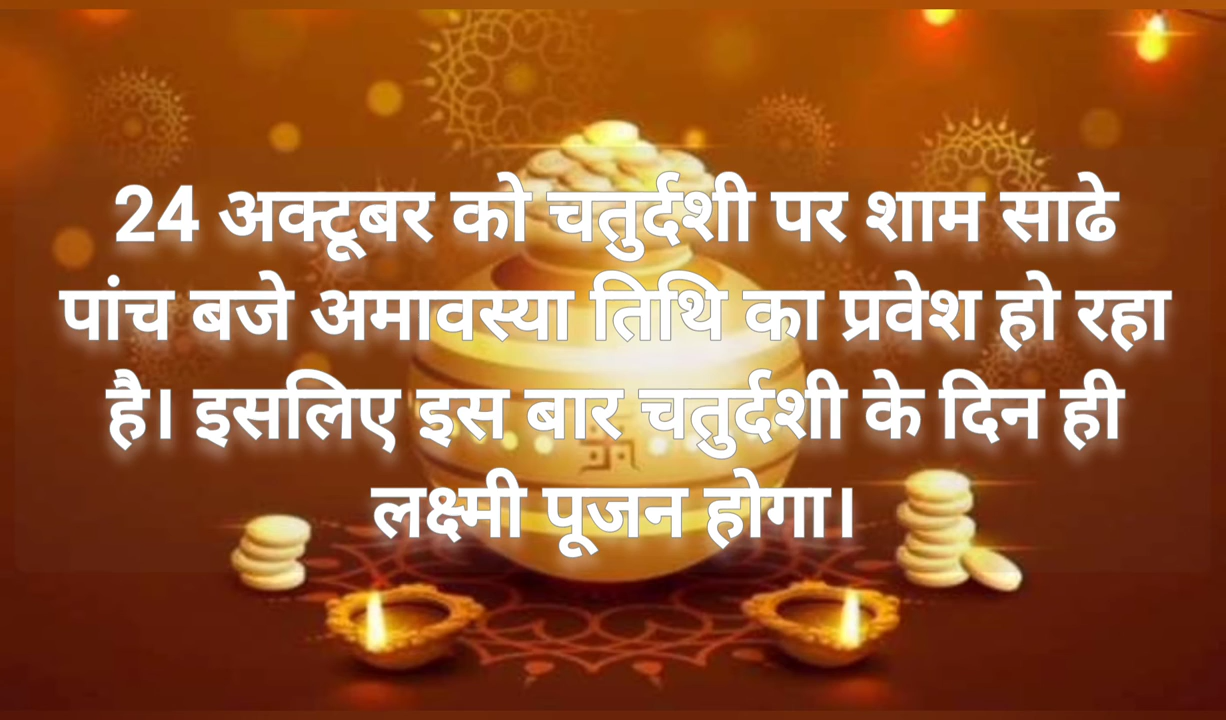 24 अक्टूबर को चतुर्दशी पर शाम साढे
पांच बजे अमावस्या तिथि का प्रवेश हो रहा
है। इसलिए इस बार चतुर्दशी के दिन ही
लक्ष्मी पूजन होगा।